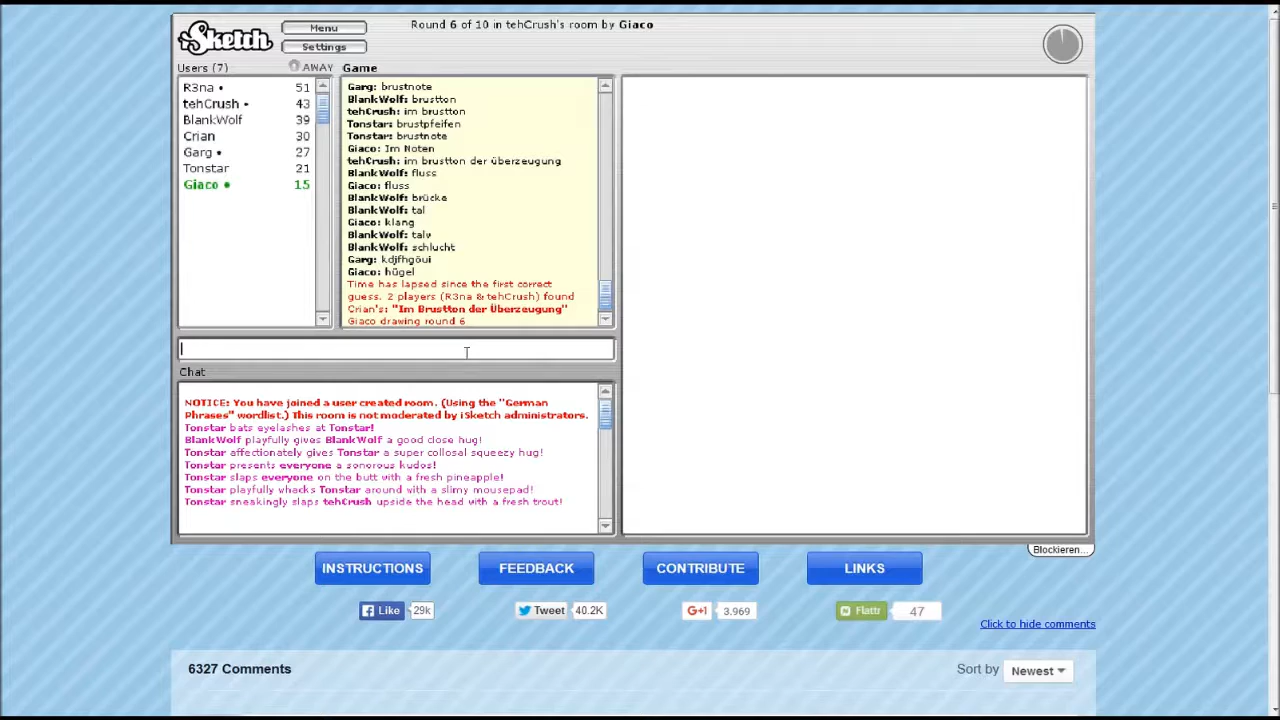 iSketch
Menu
Settings
Round 6 of 10 in tehCrush's room by Giaco
Users (7)
AWAY
R3na • 51
tehCrush • 43
BlankWolf 39
Crian 30
Garg • 27
Tonstar 21
Giaco • 15
Game
Garg: brustnote
BlankWolf: brustton
tehCrush: im brustton
Tonstar: brustpfeifen
Tonstar: brustnote
Giaco: Im Noten
tehCrush: im brustton der überzeugung
BlankWolf: fluss
Giaco: fluss
BlankWolf: brücke
BlankWolf: tal
Giaco: klang
BlankWolf: talw
BlankWolf: schlucht
Garg: kdjfhgöui
Giaco: hügel
Time has lapsed since the first correct
guess. 2 players (R3na & tehCrush) found
Crian's: "Im Brustton der Überzeugung"
Giaco drawing round 6
Chat
NOTICE: You have joined a user created room. (Using the "German
Phrases" wordlist.) This room is not moderated by iSketch administrators.
Tonstar bats eyelashes at Tonstar!
BlankWolf playfully gives BlankWolf a good close hug!
Tonstar affectionately gives Tonstar a super collosal squeezy hug!
Tonstar presents everyone a sonorous kudos!
Tonstar slaps everyone on the butt with a fresh pineapple!
Tonstar playfully whacks Tonstar around with a slimy mousepad!
Tonstar sneakingly slaps tehCrush upside the head with a fresh trout!
Blockieren...
INSTRUCTIONS
FEEDBACK
CONTRIBUTE
LINKS
Like 29k
Tweet 40.2K
G+1 3.969
Flattr 47
Click to hide comments
6327 Comments
Sort by Newest